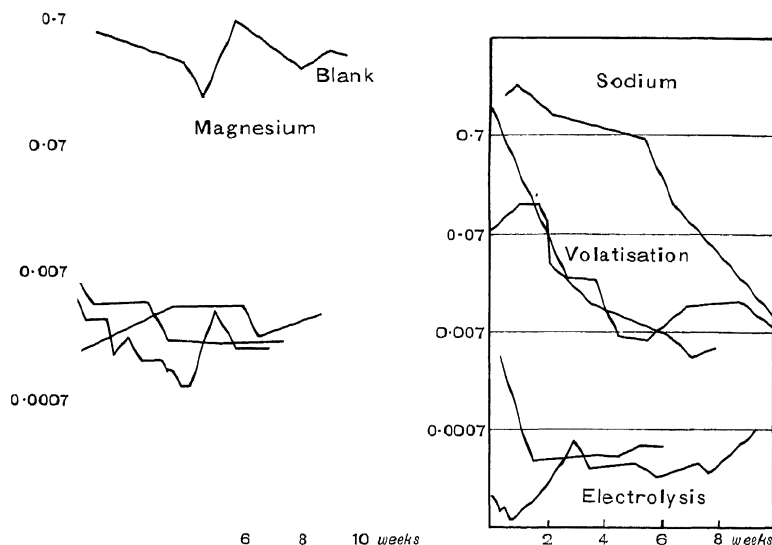 0·7
Blank
Magnesium
0·07
0·007
0·0007
6 8 10 weeks
Sodium
0·7
0·07
Volatisation
0·007
0·0007
Electrolysis
2 4 6 8 weeks